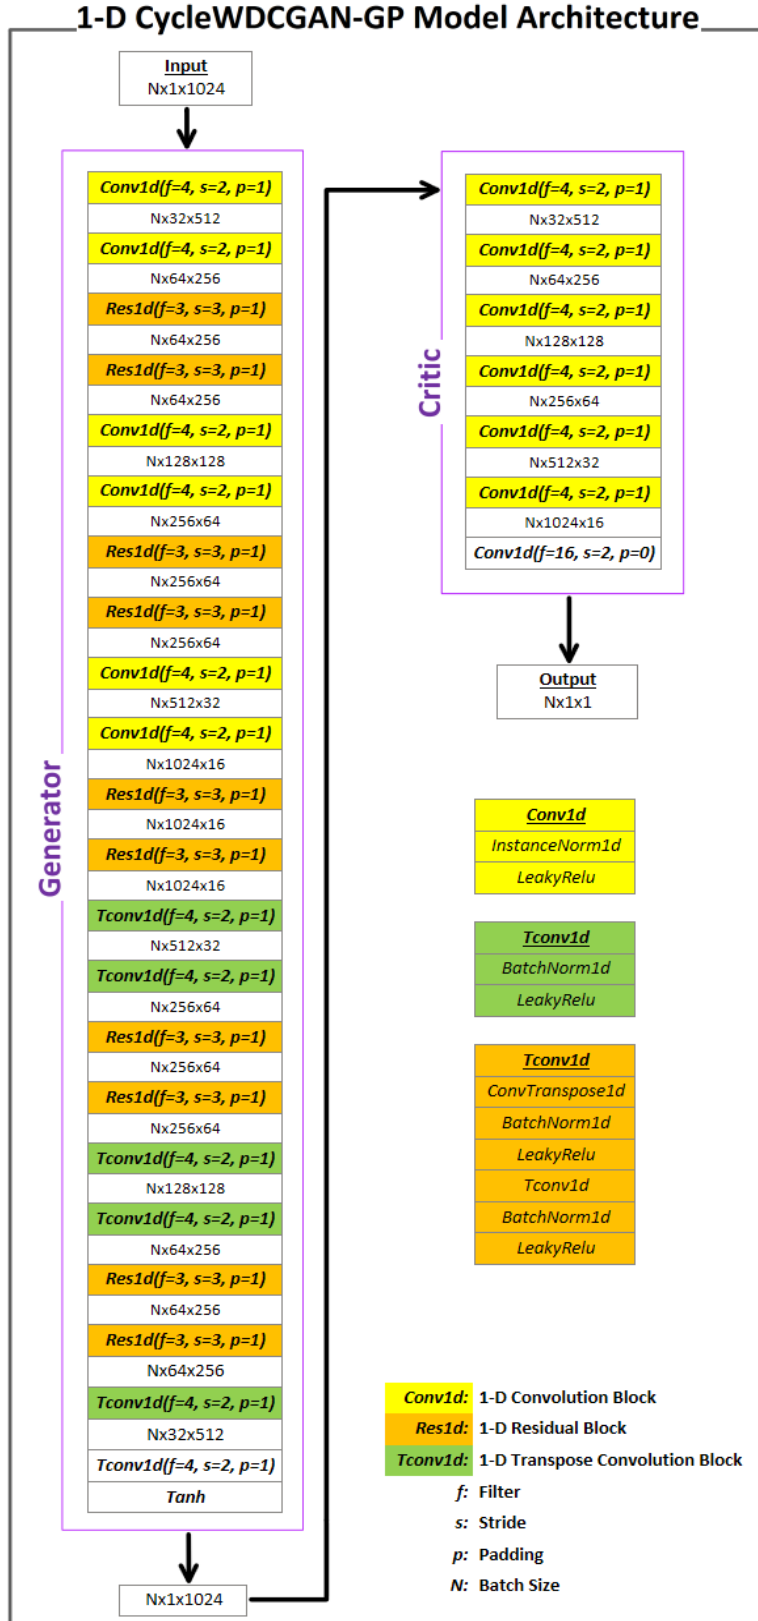 1-D CycleWDCGAN-GP Model Architecture
Input
Nx1x1024
Generator
Conv1d(f=4, s=2, p=1)
Nx32x512
Conv1d(f=4, s=2, p=1)
Nx64x256
Res1d(f=3, s=3, p=1)
Nx64x256
Res1d(f=3, s=3, p=1)
Nx64x256
Conv1d(f=4, s=2, p=1)
Nx128x128
Conv1d(f=4, s=2, p=1)
Nx256x64
Res1d(f=3, s=3, p=1)
Nx256x64
Res1d(f=3, s=3, p=1)
Nx256x64
Conv1d(f=4, s=2, p=1)
Nx512x32
Conv1d(f=4, s=2, p=1)
Nx1024x16
Res1d(f=3, s=3, p=1)
Nx1024x16
Res1d(f=3, s=3, p=1)
Nx1024x16
Tconv1d(f=4, s=2, p=1)
Nx512x32
Tconv1d(f=4, s=2, p=1)
Nx256x64
Res1d(f=3, s=3, p=1)
Nx256x64
Res1d(f=3, s=3, p=1)
Nx256x64
Tconv1d(f=4, s=2, p=1)
Nx128x128
Tconv1d(f=4, s=2, p=1)
Nx64x256
Res1d(f=3, s=3, p=1)
Nx64x256
Res1d(f=3, s=3, p=1)
Nx64x256
Tconv1d(f=4, s=2, p=1)
Nx32x512
Tconv1d(f=4, s=2, p=1)
Tanh
Nx1x1024
Critic
Conv1d(f=4, s=2, p=1)
Nx32x512
Conv1d(f=4, s=2, p=1)
Nx64x256
Conv1d(f=4, s=2, p=1)
Nx128x128
Conv1d(f=4, s=2, p=1)
Nx256x64
Conv1d(f=4, s=2, p=1)
Nx512x32
Conv1d(f=4, s=2, p=1)
Nx1024x16
Conv1d(f=16, s=2, p=0)
Output
Nx1x1
Conv1d
InstanceNorm1d
LeakyRelu
Tconv1d
BatchNorm1d
LeakyRelu
Tconv1d
ConvTranspose1d
BatchNorm1d
LeakyRelu
Tconv1d
BatchNorm1d
LeakyRelu
Conv1d: 1-D Convolution Block
Res1d: 1-D Residual Block
Tconv1d: 1-D Transpose Convolution Block
f: Filter
s: Stride
p: Padding
N: Batch Size